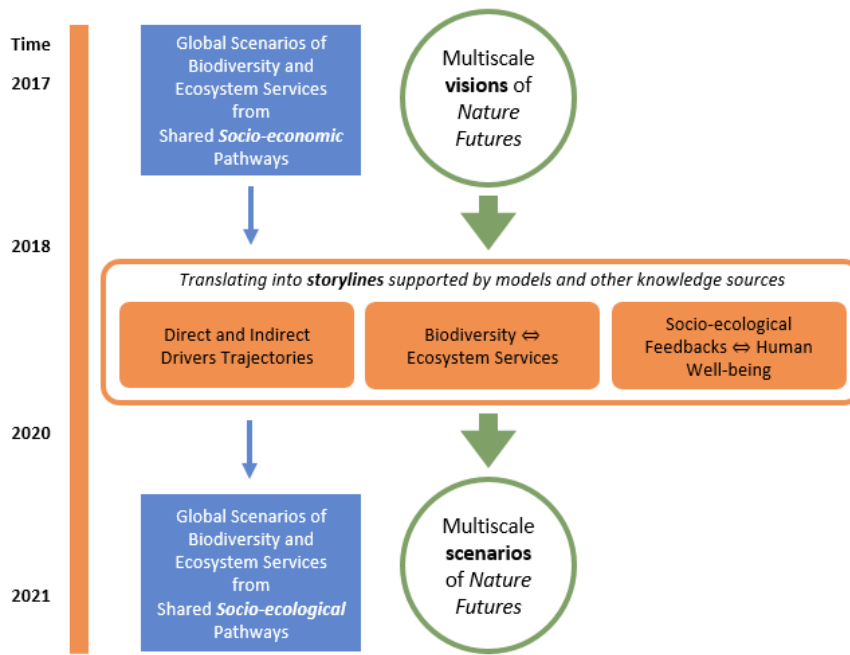 Time
2017
Global Scenarios of
Biodiversity and
Ecosystem Services
from
Shared Socio-economic
Pathways
Multiscale
visions of
Nature
Futures
2018
Translating into storylines supported by models and other knowledge sources
Direct and Indirect
Drivers Trajectories
Biodiversity ⇔
Ecosystem Services
Socio-ecological
Feedbacks ⇔ Human
Well-being
2020
Global Scenarios of
Biodiversity and
Ecosystem Services
from
Shared Socio-ecological
Pathways
Multiscale
scenarios
of Nature
Futures
2021